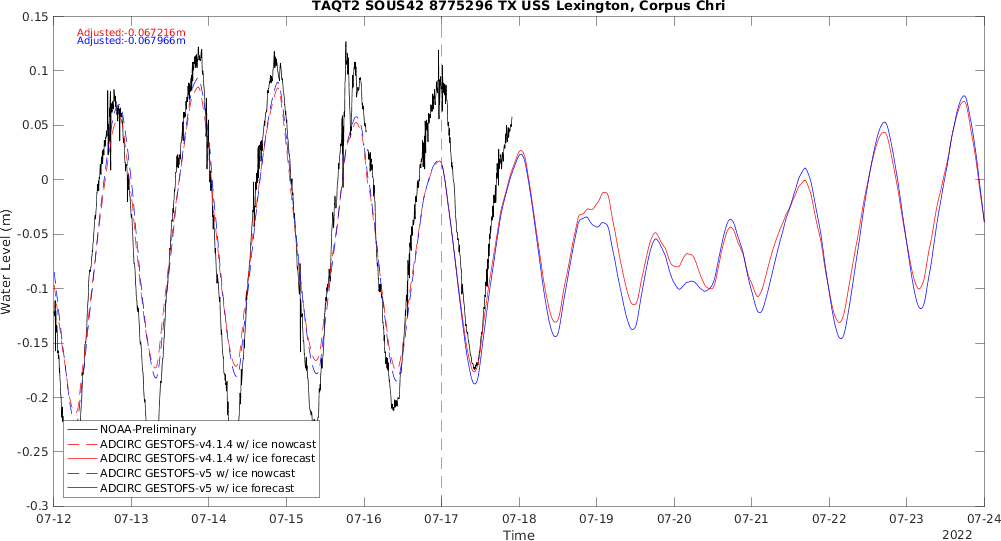 TAQT2 SOUS42 8775296 TX USS Lexington, Corpus Chri
Adjusted:-0.067216m
Adjusted:-0.067966m
0.15
0.1
0.05
0
-0.05
-0.1
-0.15
-0.2
-0.25
-0.3
Water Level (m)
NOAA-Preliminary
ADCIRC GESTOFS-v4.1.4 w/ ice nowcast
ADCIRC GESTOFS-v4.1.4 w/ ice forecast
ADCIRC GESTOFS-v5 w/ ice nowcast
ADCIRC GESTOFS-v5 w/ ice forecast
07-12 07-13 07-14 07-15 07-16 07-17 07-18 07-19 07-20 07-21 07-22 07-23 07-24
Time
2022